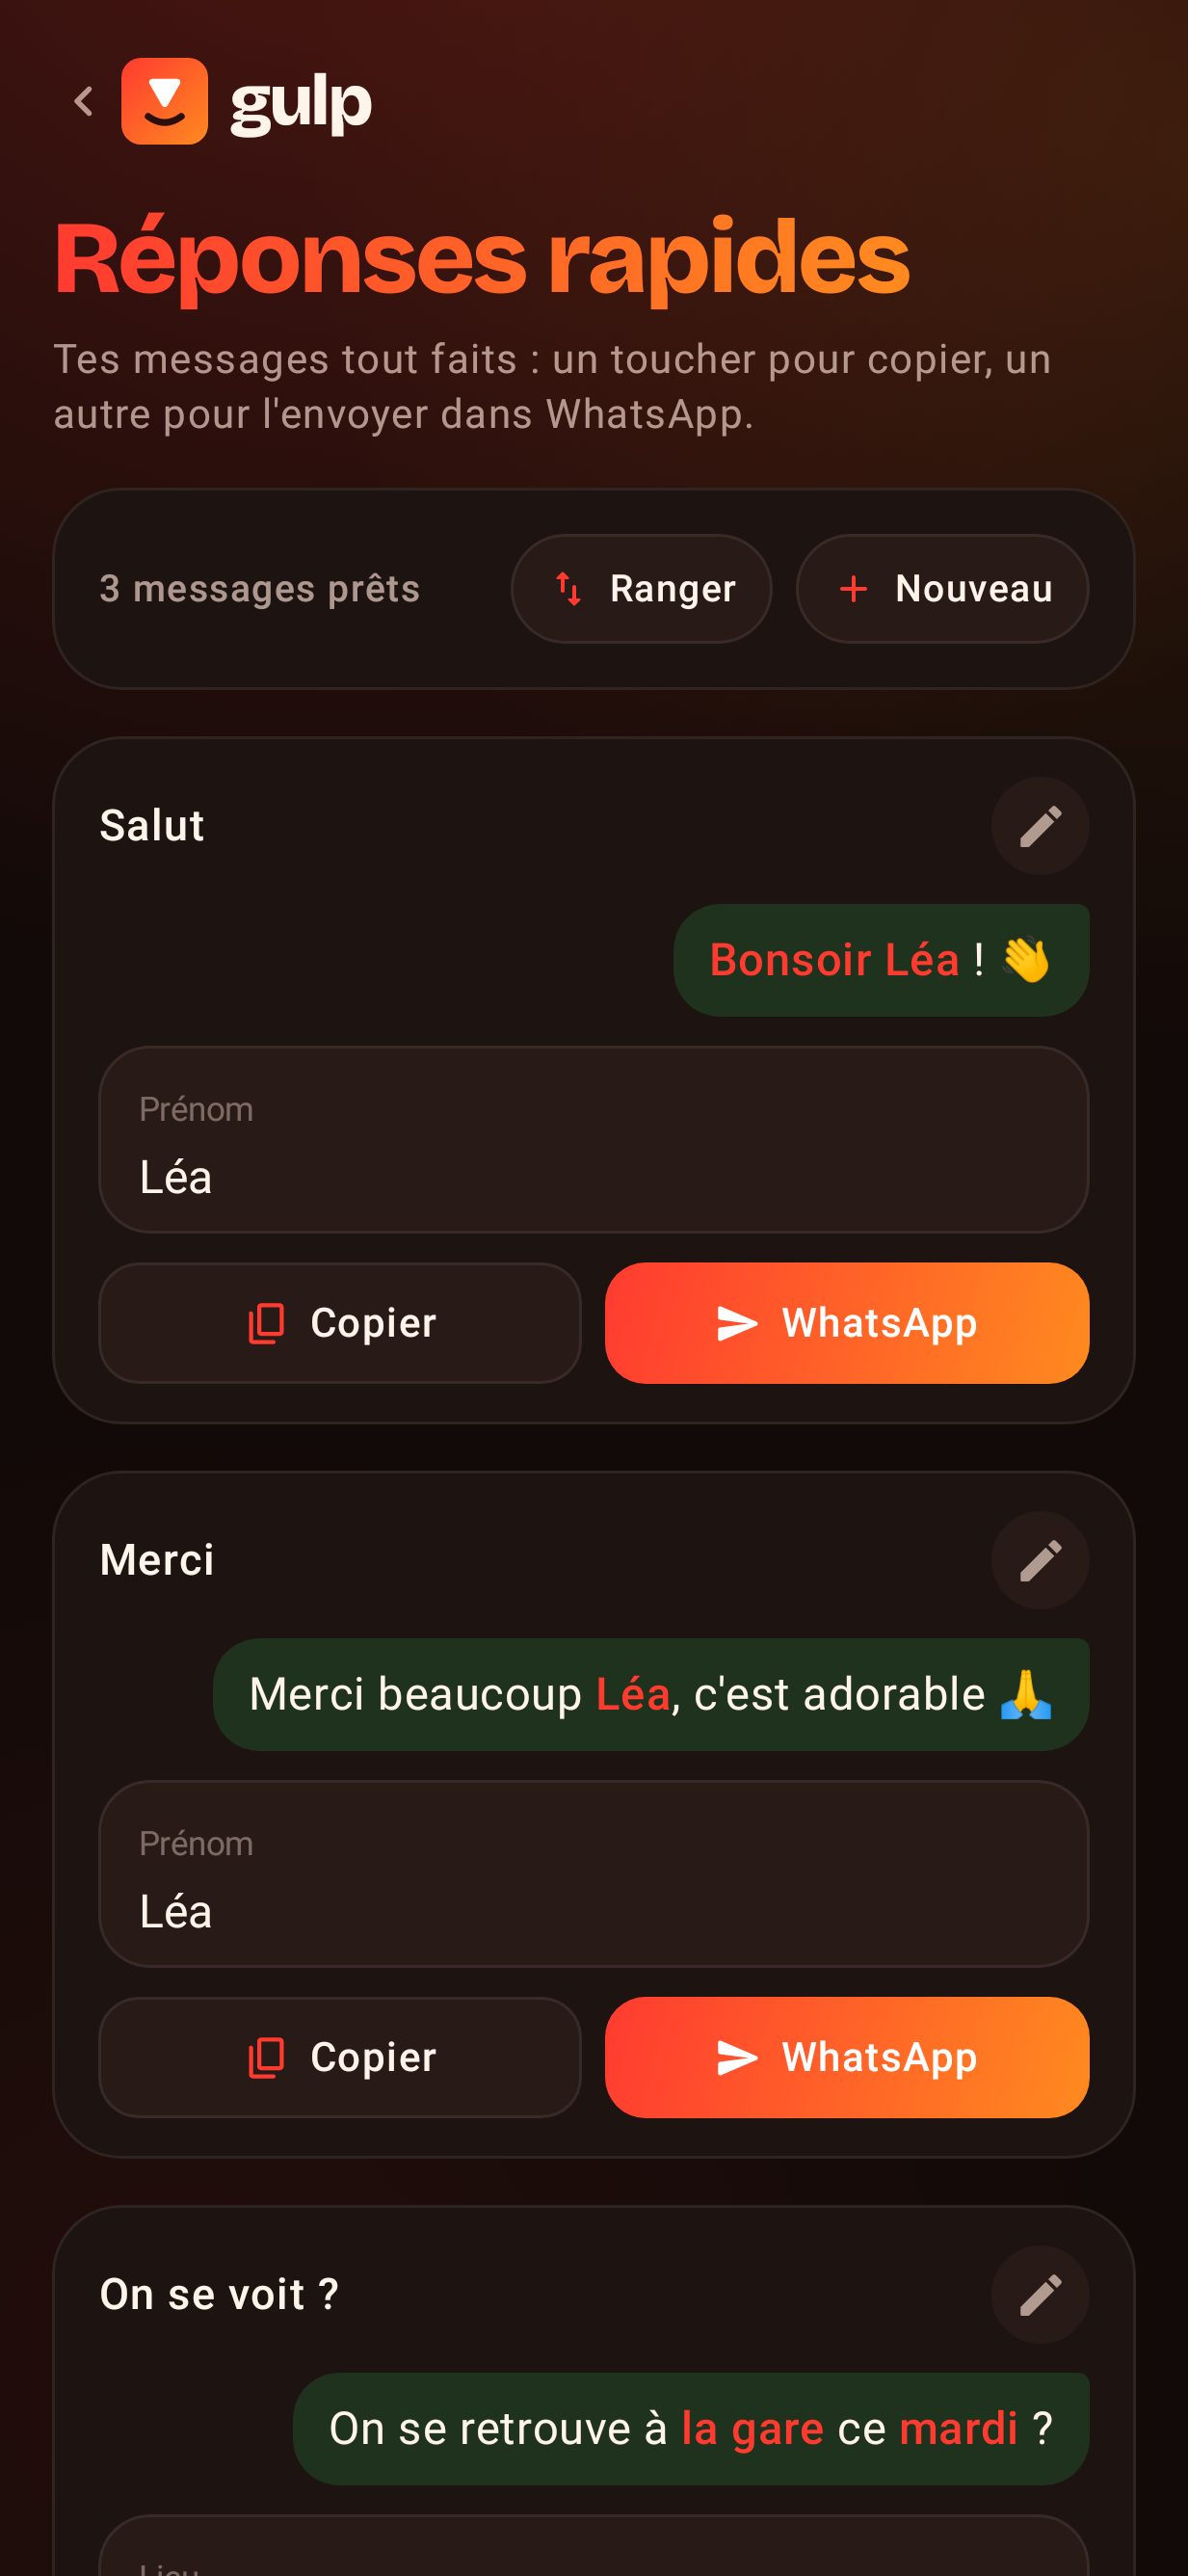 gulp
Réponses rapides
Tes messages tout faits : un toucher pour copier, un
autre pour l'envoyer dans WhatsApp.
3 messages prêts
Ranger
Nouveau
Salut
Bonsoir Léa ! 👋
Prénom
Léa
Copier
WhatsApp
Merci
Merci beaucoup Léa, c'est adorable 🙏
Prénom
Léa
Copier
WhatsApp
On se voit ?
On se retrouve à la gare ce mardi ?